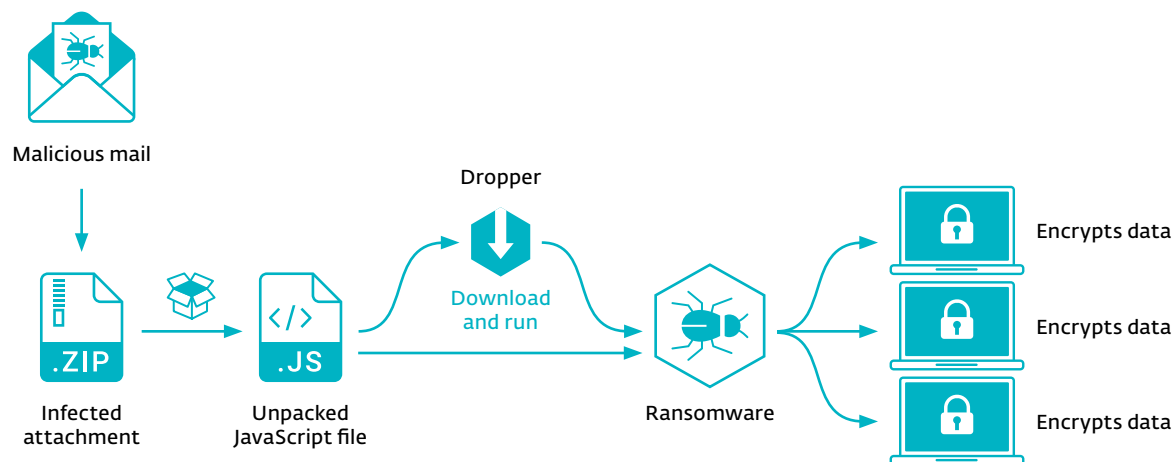 Malicious mail
Dropper
Encrypts data
Download
and run
</>
.ZIP
.JS
Encrypts data
Infected
attachment
Unpacked
JavaScript file
Ransomware
Encrypts data